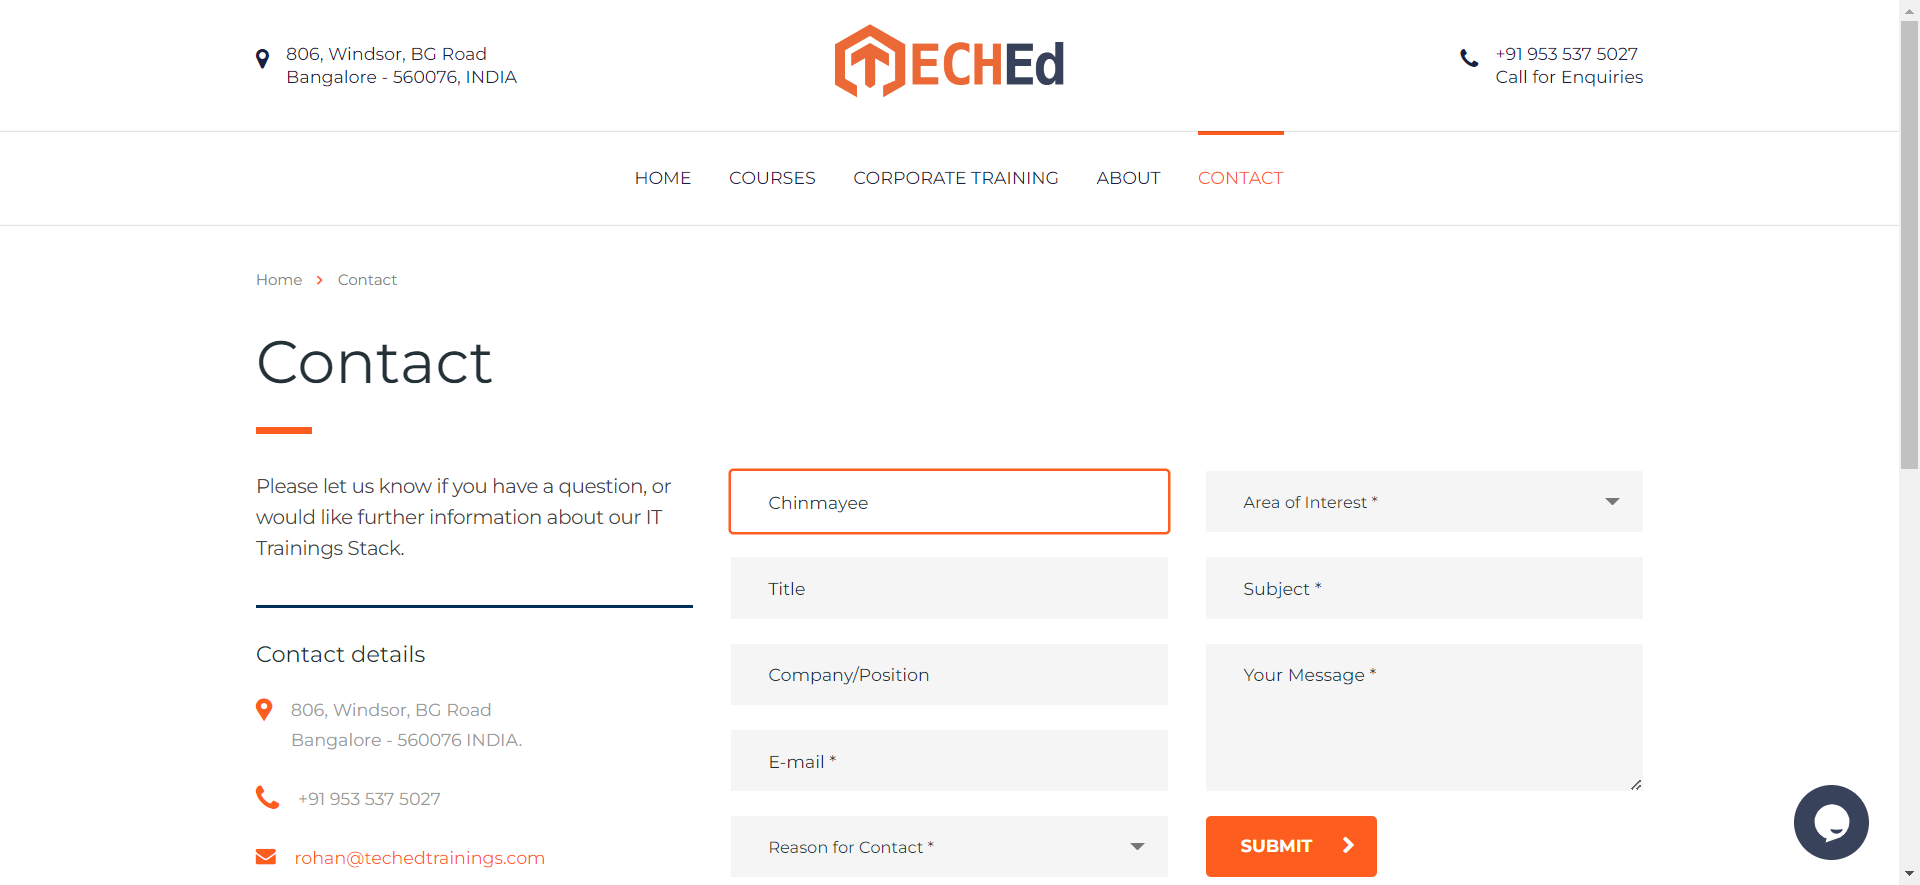 806, Windsor, BG Road
Bangalore - 560076, INDIA
TECHEd
+91 953 537 5027
Call for Enquiries
HOME COURSES CORPORATE TRAINING ABOUT CONTACT
Home Contact
Contact
Please let us know if you have a question, or
would like further information about our IT
Trainings Stack.
Contact details
806, Windsor, BG Road
Bangalore - 560076 INDIA.
+91 953 537 5027
rohan@techedtrainings.com
Chinmayee
Title
Company/Position
E-mail *
Reason for Contact *
Area of Interest *
Subject *
Your Message *
SUBMIT